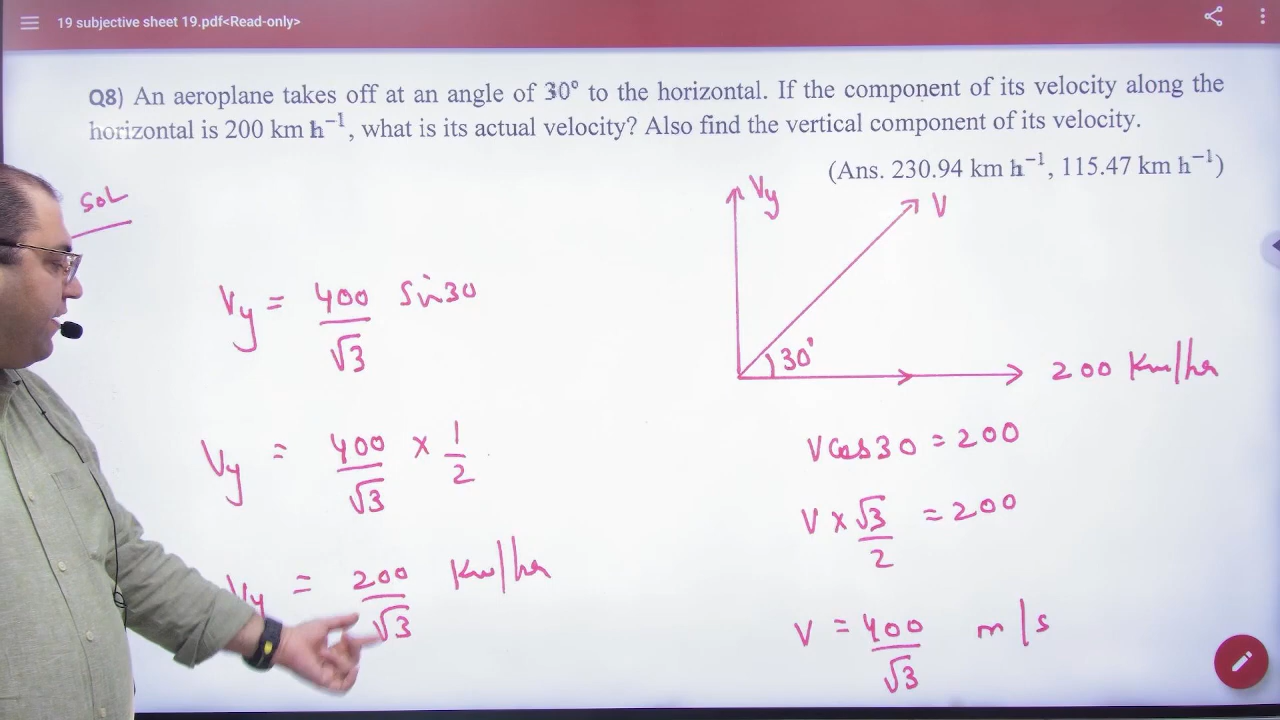 19 subjective sheet 19.pdf<Read-only>
Q8) An aeroplane takes off at an angle of 30° to the horizontal. If the component of its velocity along the
horizontal is 200 km h⁻¹, what is its actual velocity? Also find the vertical component of its velocity.
(Ans. 230.94 km h⁻¹, 115.47 km h⁻¹)
SOL
Vy = 400/√3 Sin30
Vy = 400/√3 × 1/2
Vy = 200/√3 Km/hr
Vy
V
30°
200 Km/hr
V Cos30 = 200
V × √3/2 = 200
V = 400/√3 m/s